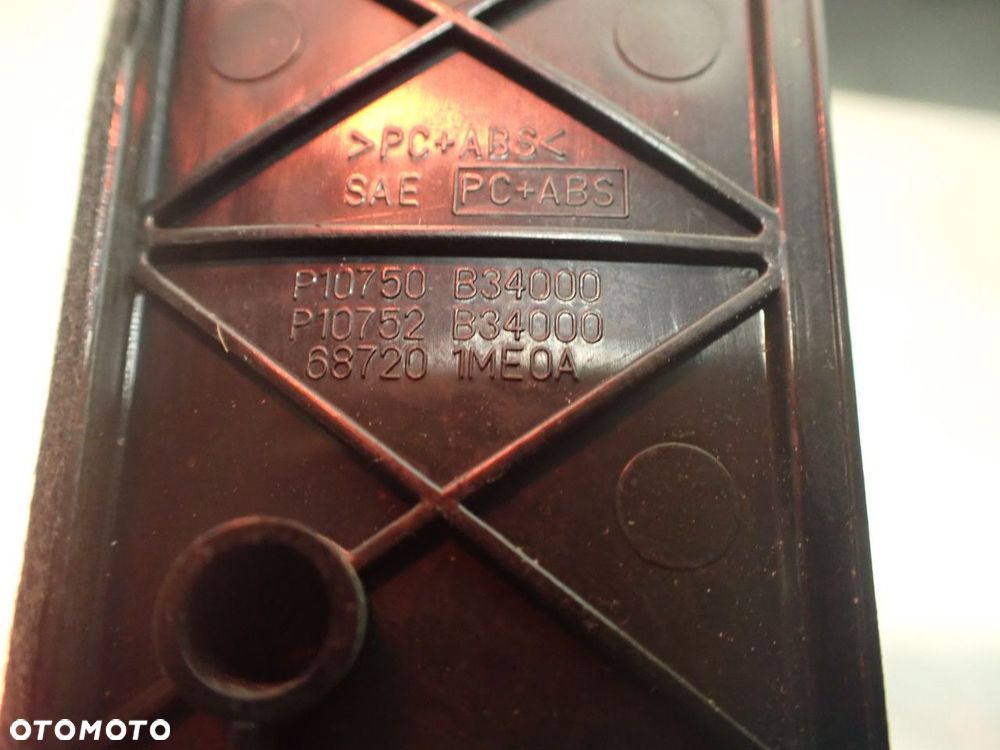 >PC+ABS<
SAE PC+ABS
P10750 B34000
P10752 B34000
68720 1ME0A
OTOMOTO